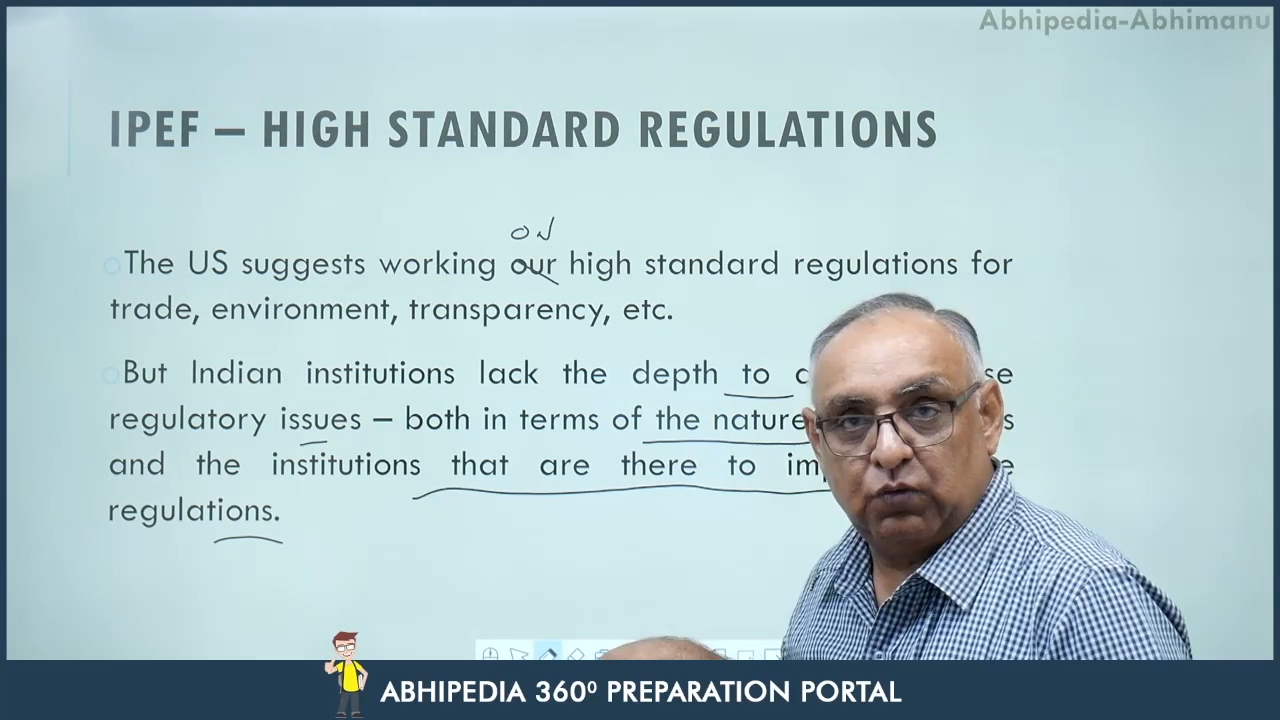 Abhipedia-Abhimanu
IPEF – HIGH STANDARD REGULATIONS
ON
The US suggests working our high standard regulations for
trade, environment, transparency, etc.
But Indian institutions lack the depth to
regulatory issues – both in terms of the nature
and the institutions that are there to
regulations.
ABHIPEDIA 360⁰ PREPARATION PORTAL